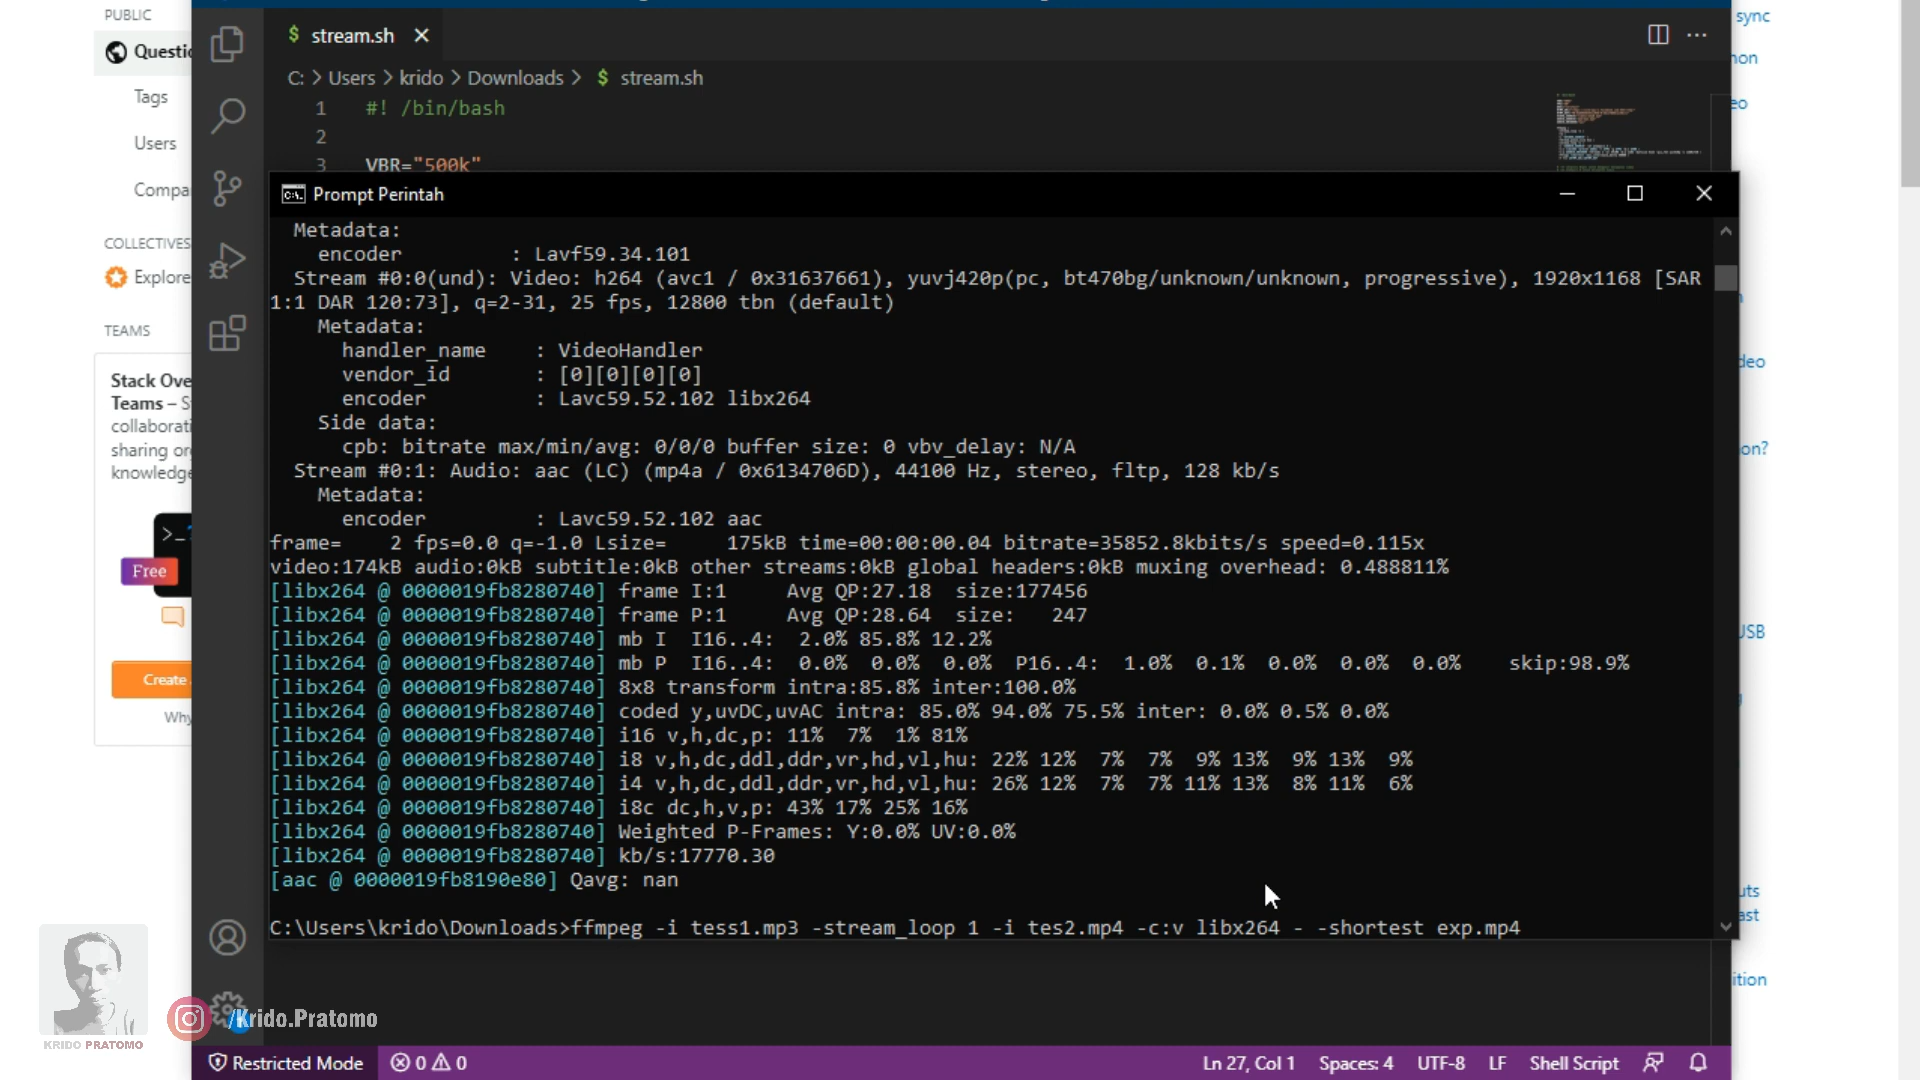 PUBLIC
Questic
Tags
Users
Compa
COLLECTIVES
Explore
TEAMS
Stack Ove
Teams – S
collaborati
sharing or
knowledge
>_
Free
Create
Why
stream.sh
C: > Users > krido > Downloads > $ stream.sh
1 #! /bin/bash
2
3 VBR="500k"
Prompt Perintah
Metadata:
encoder : Lavf59.34.101
Stream #0:0(und): Video: h264 (avc1 / 0x31637661), yuvj420p(pc, bt470bg/unknown/unknown, progressive), 1920x1168 [SAR
1:1 DAR 120:73], q=2-31, 25 fps, 12800 tbn (default)
Metadata:
handler_name : VideoHandler
vendor_id : [0][0][0][0]
encoder : Lavc59.52.102 libx264
Side data:
cpb: bitrate max/min/avg: 0/0/0 buffer size: 0 vbv_delay: N/A
Stream #0:1: Audio: aac (LC) (mp4a / 0x6134706D), 44100 Hz, stereo, fltp, 128 kb/s
Metadata:
encoder : Lavc59.52.102 aac
frame= 2 fps=0.0 q=-1.0 Lsize= 175kB time=00:00:00.04 bitrate=35852.8kbits/s speed=0.115x
video:174kB audio:0kB subtitle:0kB other streams:0kB global headers:0kB muxing overhead: 0.488811%
[libx264 @ 0000019fb8280740] frame I:1 Avg QP:27.18 size:177456
[libx264 @ 0000019fb8280740] frame P:1 Avg QP:28.64 size: 247
[libx264 @ 0000019fb8280740] mb I I16..4: 2.0% 85.8% 12.2%
[libx264 @ 0000019fb8280740] mb P I16..4: 0.0% 0.0% 0.0% P16..4: 1.0% 0.1% 0.0% 0.0% 0.0% skip:98.9%
[libx264 @ 0000019fb8280740] 8x8 transform intra:85.8% inter:100.0%
[libx264 @ 0000019fb8280740] coded y,uvDC,uvAC intra: 85.0% 94.0% 75.5% inter: 0.0% 0.5% 0.0%
[libx264 @ 0000019fb8280740] i16 v,h,dc,p: 11% 7% 1% 81%
[libx264 @ 0000019fb8280740] i8 v,h,dc,ddl,ddr,vr,hd,vl,hu: 22% 12% 7% 7% 9% 13% 9% 13% 9%
[libx264 @ 0000019fb8280740] i4 v,h,dc,ddl,ddr,vr,hd,vl,hu: 26% 12% 7% 7% 11% 13% 8% 11% 6%
[libx264 @ 0000019fb8280740] i8c dc,h,v,p: 43% 17% 25% 16%
[libx264 @ 0000019fb8280740] Weighted P-Frames: Y:0.0% UV:0.0%
[libx264 @ 0000019fb8280740] kb/s:17770.30
[aac @ 0000019fb8190e80] Qavg: nan
C:\Users\krido\Downloads>ffmpeg -i tess1.mp3 -stream_loop 1 -i tes2.mp4 -c:v libx264 - -shortest exp.mp4
sync
on?
ition
KRIDO PRATOMO
/Krido.Pratomo
Restricted Mode
0 0
Ln 27, Col 1 Spaces: 4 UTF-8 LF Shell Script